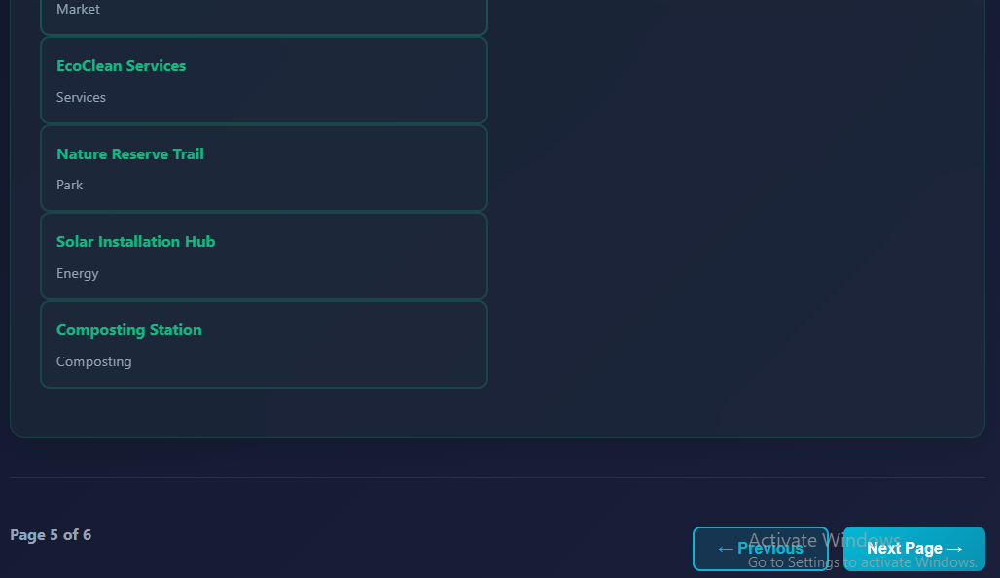 Market
EcoClean Services
Services
Nature Reserve Trail
Park
Solar Installation Hub
Energy
Composting Station
Composting
Page 5 of 6
← Previous
Next Page →
Activate Windows
Go to Settings to activate Windows.